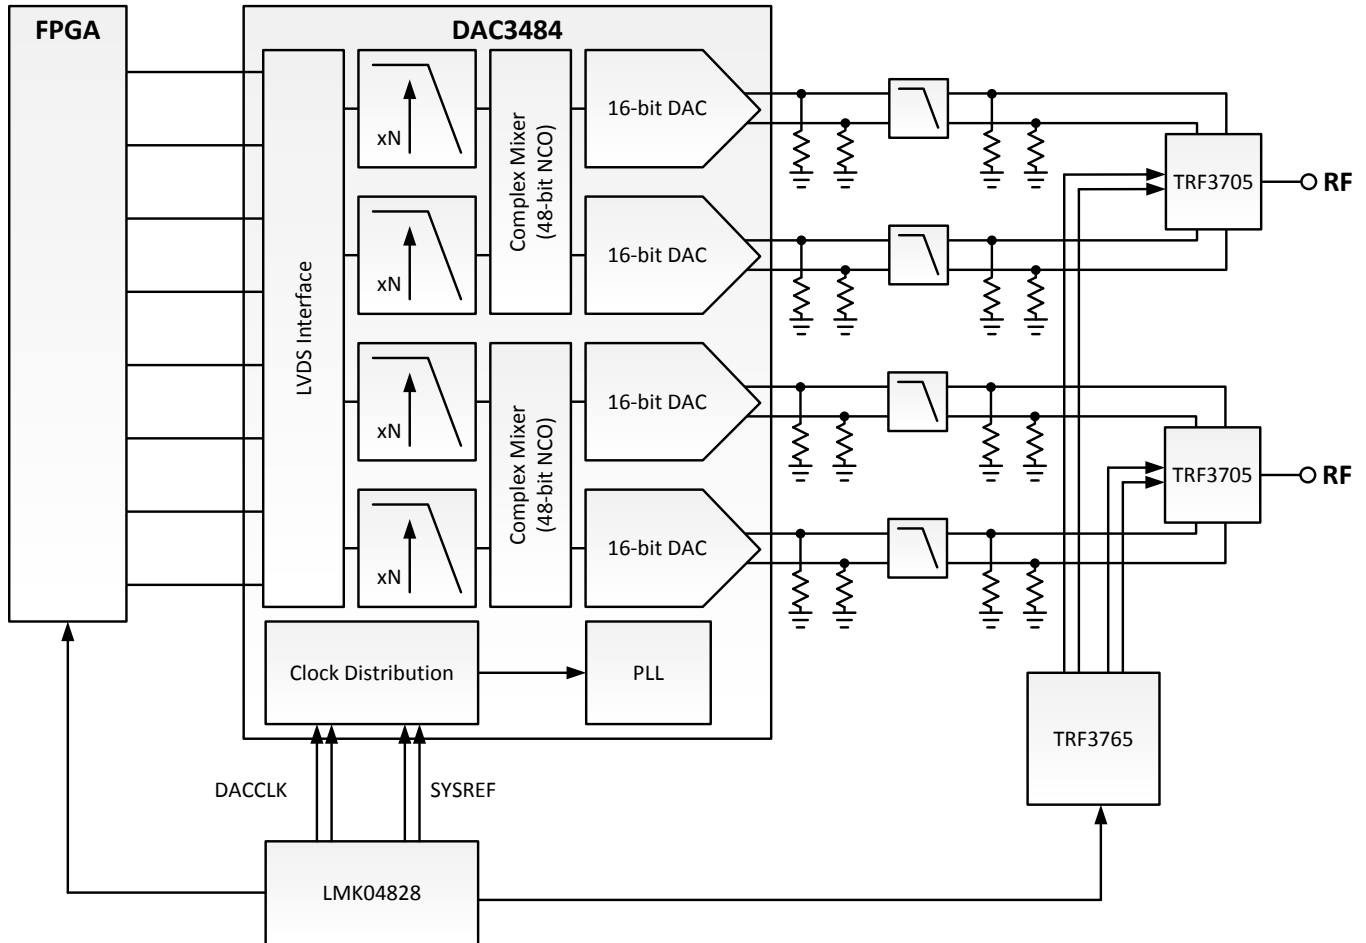 FPGA
DAC3484
xN
16-bit DAC
Complex Mixer
(48-bit NCO)
xN
16-bit DAC
LVDS Interface
xN
16-bit DAC
Complex Mixer
(48-bit NCO)
xN
16-bit DAC
TRF3705
RF
TRF3705
RF
Clock Distribution
PLL
TRF3765
DACCLK
SYSREF
LMK04828